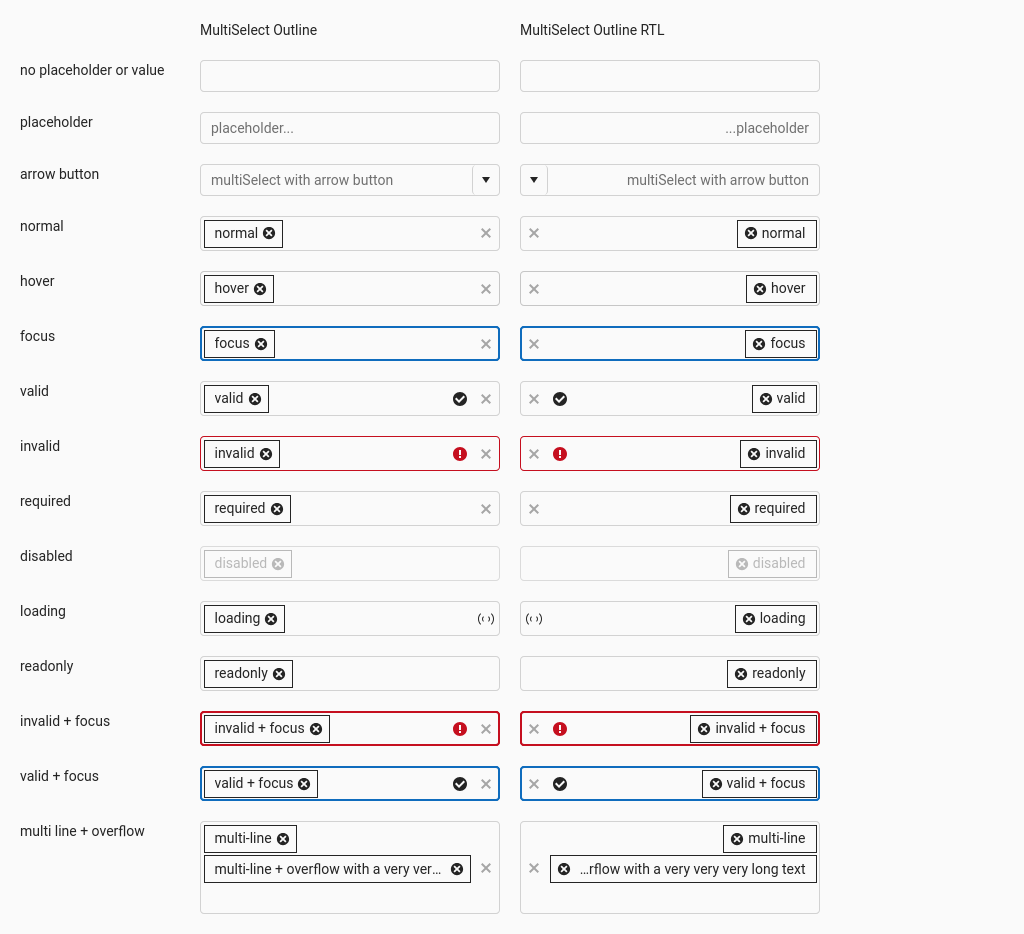 MultiSelect Outline MultiSelect Outline RTL
no placeholder or value
placeholder placeholder... ...placeholder
arrow button multiSelect with arrow button multiSelect with arrow button
normal normal normal
hover hover hover
focus focus focus
valid valid valid
invalid invalid invalid
required required required
disabled disabled disabled
loading loading loading
readonly readonly readonly
invalid + focus invalid + focus invalid + focus
valid + focus valid + focus valid + focus
multi line + overflow multi-line multi-line
multi-line + overflow with a very ver... ...rflow with a very very very long text